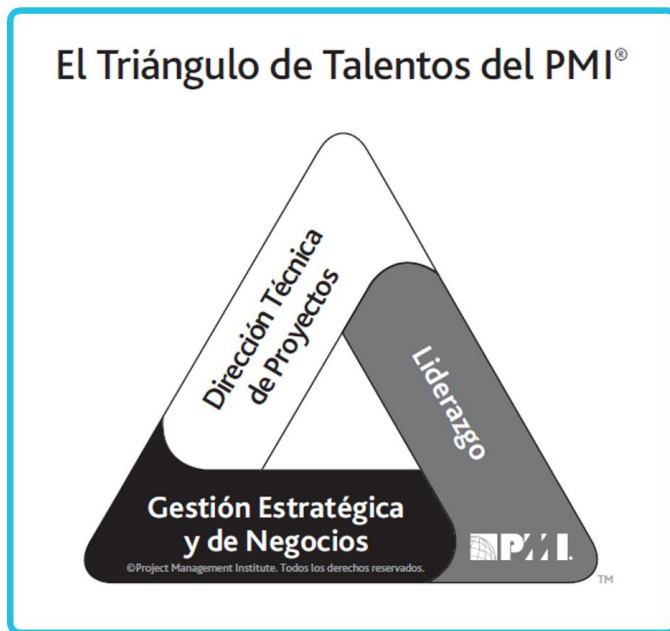 El Triángulo de Talentos del PMI®
Dirección Técnica
de Proyectos
Liderazgo
Gestión Estratégica
y de Negocios
©Project Management Institute. Todos los derechos reservados.
PMI.
TM